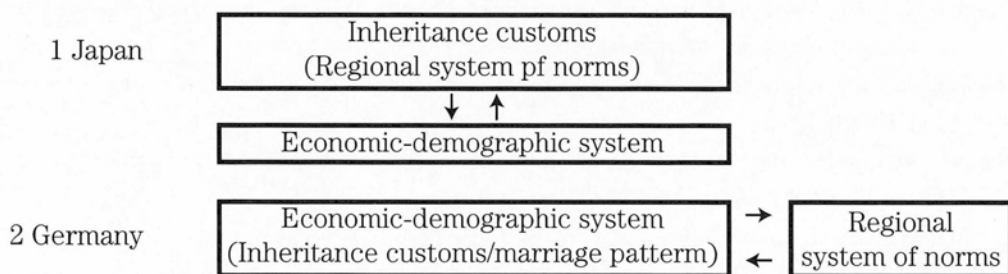 1 Japan
Inheritance customs
(Regional system pf norms)
Economic-demographic system
2 Germany
Economic-demographic system
(Inheritance customs/marriage patterm)
Regional
system of norms